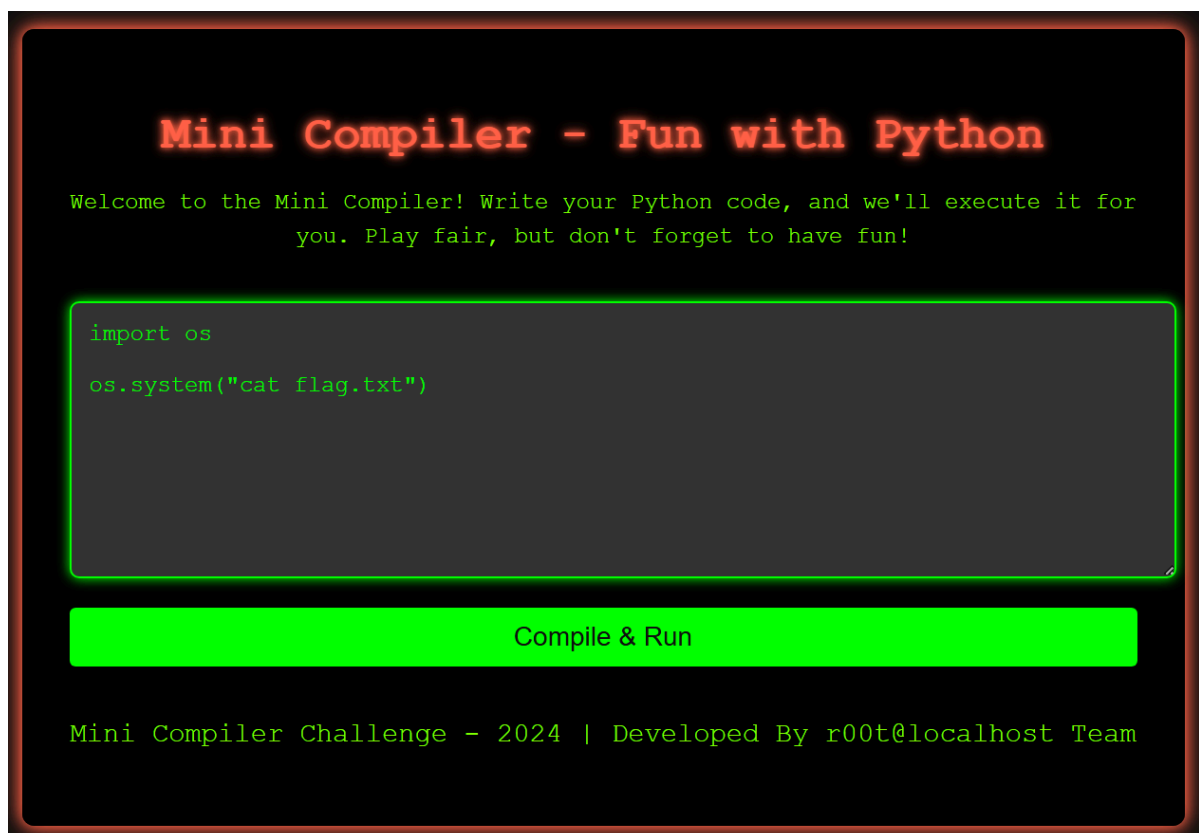 Mini Compiler - Fun with Python
Welcome to the Mini Compiler! Write your Python code, and we'll execute it for
you. Play fair, but don't forget to have fun!
import os
os.system("cat flag.txt")
Compile & Run
Mini Compiler Challenge - 2024 | Developed By r00t@localhost Team